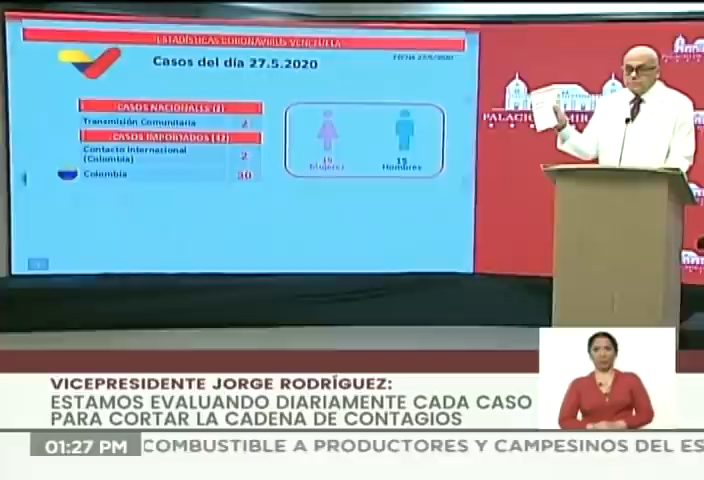 ESTADÍSTICAS CORONAVIRUS VENEZUELA
Casos del día 27.5.2020
FECHA 27/5/2020
CASOS NACIONALES (2)
Transmisión Comunitaria 2
CASOS IMPORTADOS
Contacto Internacional
(Colombia) 2
Colombia 30
Mujeres
15
Hombres
PALACIO
VICEPRESIDENTE JORGE RODRÍGUEZ:
ESTAMOS EVALUANDO DIARIAMENTE CADA CASO
PARA CORTAR LA CADENA DE CONTAGIOS
01:27 PM COMBUSTIBLE A PRODUCTORES Y CAMPESINOS DEL ES